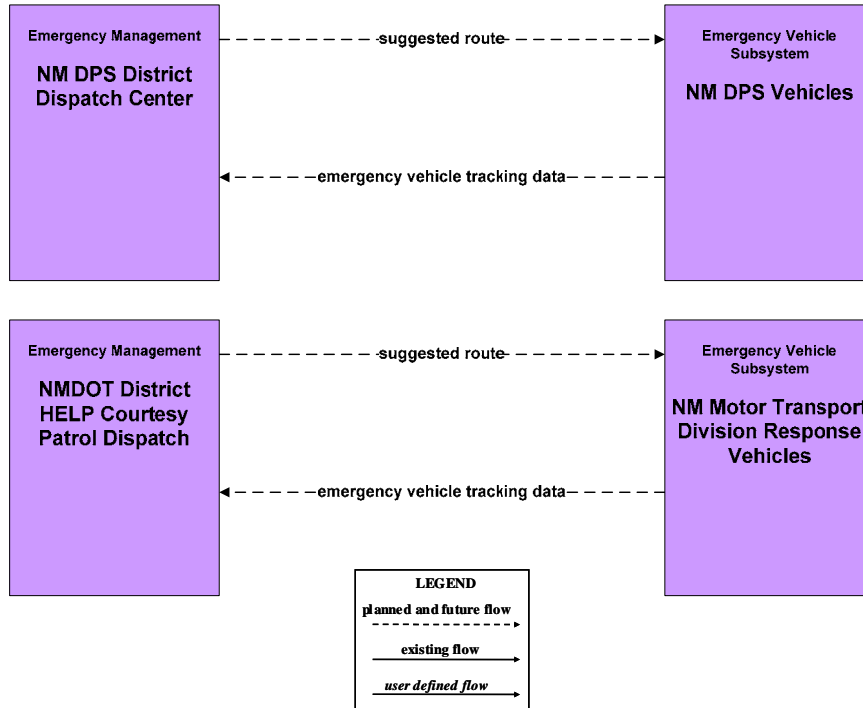 Emergency Management
NM DPS District
Dispatch Center
suggested route
emergency vehicle tracking data
Emergency Vehicle
Subsystem
NM DPS Vehicles
Emergency Management
NMDOT District
HELP Courtesy
Patrol Dispatch
suggested route
emergency vehicle tracking data
Emergency Vehicle
Subsystem
NM Motor Transport
Division Response
Vehicles
LEGEND
planned and future flow
existing flow
user defined flow